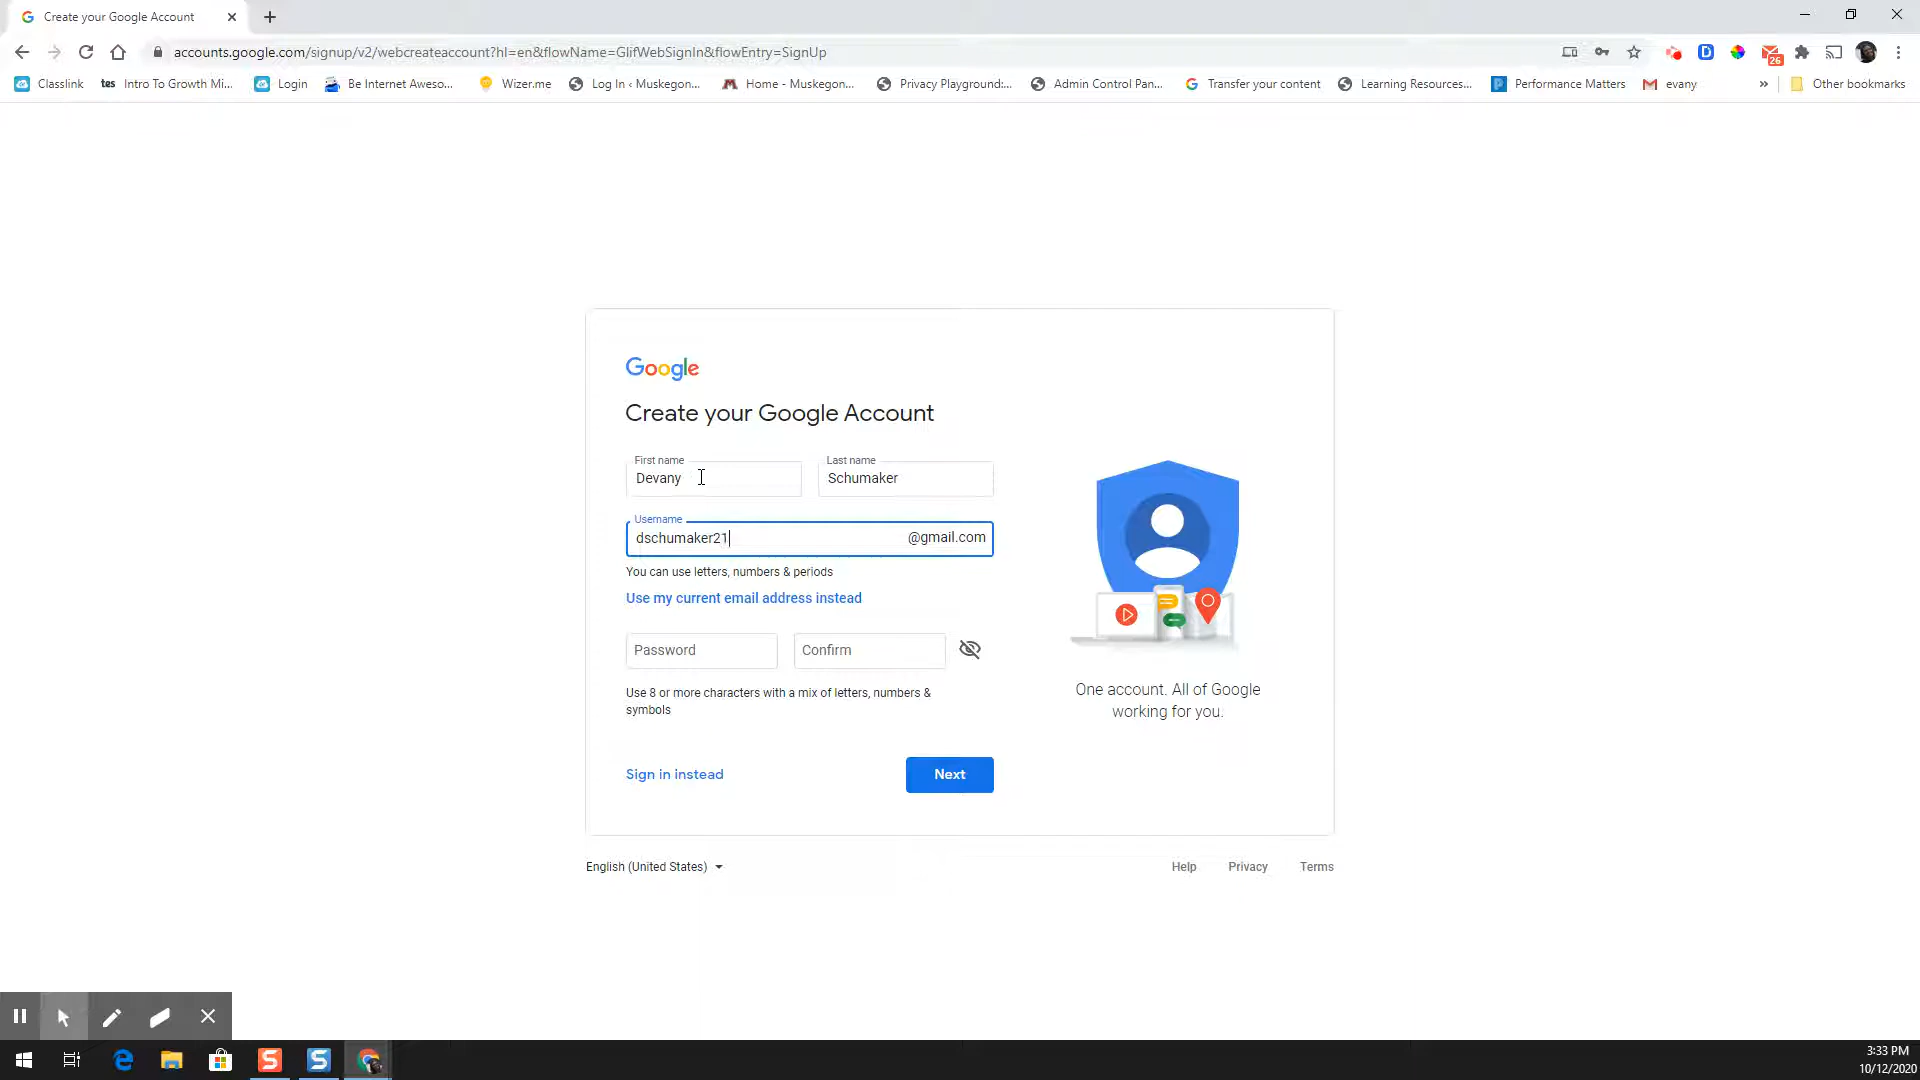 Create your Google Account
accounts.google.com/signup/v2/webcreateaccount?hl=en&flowName=GlifWebSignIn&flowEntry=SignUp
26
Classlink
tes Intro To Growth Mi...
Login
Be Internet Aweso...
Wizer.me
Log In ‹ Muskegon...
Home - Muskegon...
Privacy Playground:...
Admin Control Pan...
Transfer your content
Learning Resources...
Performance Matters
evany
»
Other bookmarks
Google
Create your Google Account
First name
Last name
Devany
Schumaker
Username
dschumaker21
@gmail.com
You can use letters, numbers & periods
Use my current email address instead
Password
Confirm
Use 8 or more characters with a mix of letters, numbers &
symbols
One account. All of Google
working for you.
Sign in instead
Next
English (United States)
Help
Privacy
Terms
3:33 PM
10/12/2020